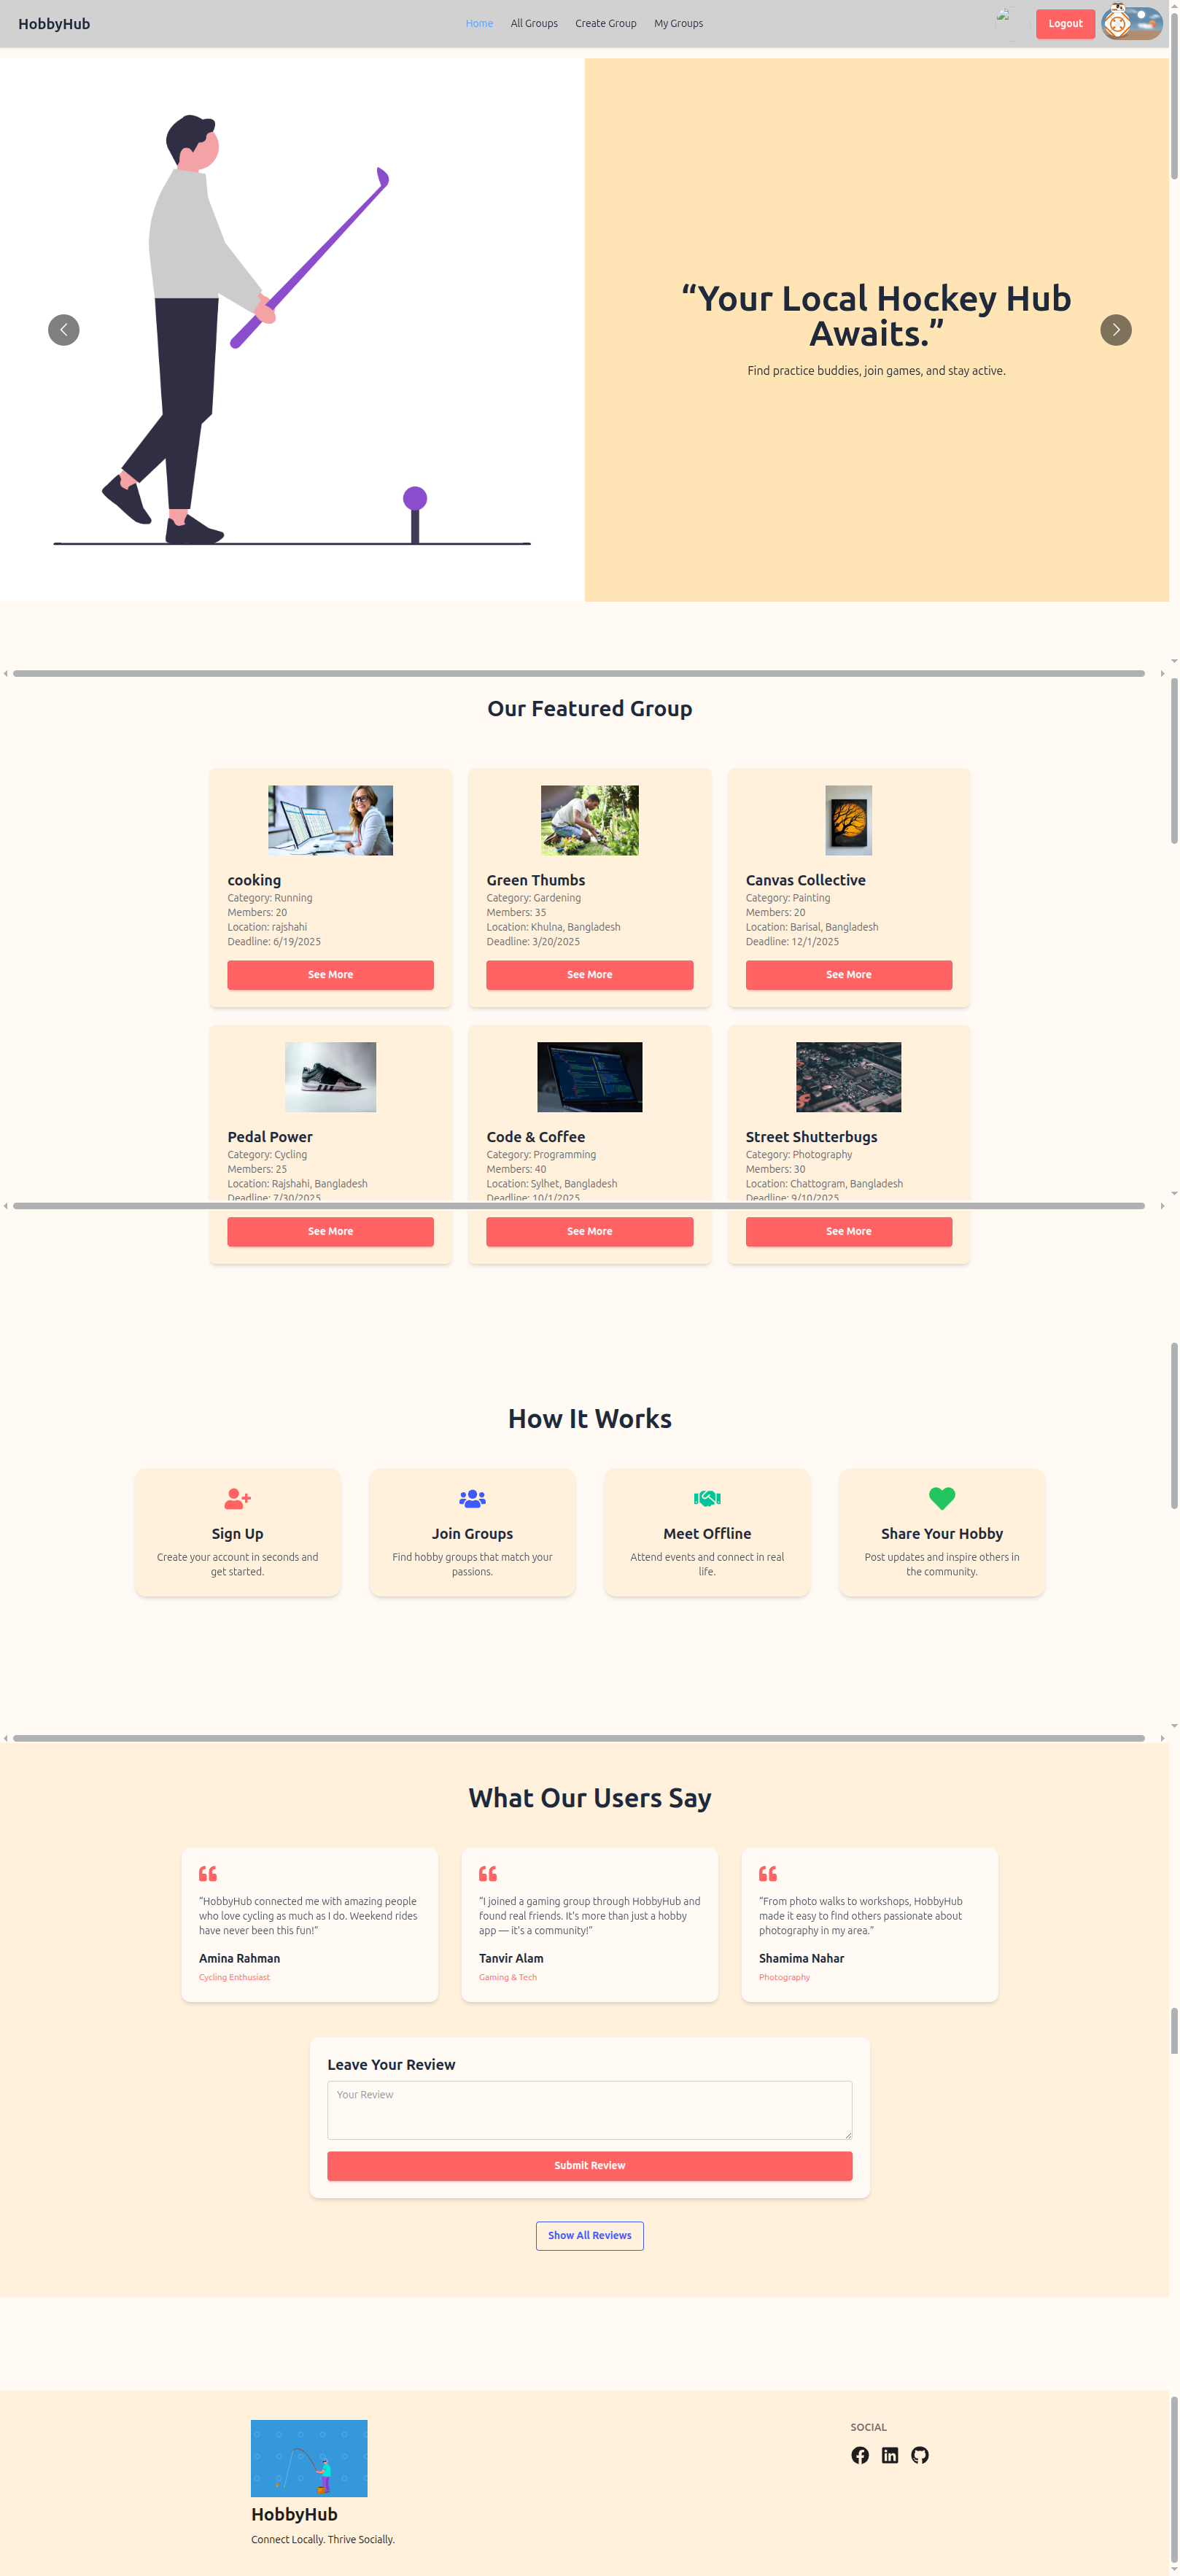 HobbyHub
Home
All Groups
Create Group
My Groups
Logout
“Your Local Hockey Hub
Awaits.”
Find practice buddies, join games, and stay active.
Our Featured Group
cooking
Category: Running
Members: 20
Location: rajshahi
Deadline: 6/19/2025
See More
Green Thumbs
Category: Gardening
Members: 35
Location: Khulna, Bangladesh
Deadline: 3/20/2025
See More
Canvas Collective
Category: Painting
Members: 20
Location: Barisal, Bangladesh
Deadline: 12/1/2025
See More
Pedal Power
Category: Cycling
Members: 25
Location: Rajshahi, Bangladesh
Deadline: 7/30/2025
See More
Code & Coffee
Category: Programming
Members: 40
Location: Sylhet, Bangladesh
Deadline: 10/1/2025
See More
Street Shutterbugs
Category: Photography
Members: 30
Location: Chattogram, Bangladesh
Deadline: 9/10/2025
See More
How It Works
Sign Up
Create your account in seconds and
get started.
Join Groups
Find hobby groups that match your
passions.
Meet Offline
Attend events and connect in real
life.
Share Your Hobby
Post updates and inspire others in
the community.
What Our Users Say
“HobbyHub connected me with amazing people
who love cycling as much as I do. Weekend rides
have never been this fun!”
Amina Rahman
Cycling Enthusiast
“I joined a gaming group through HobbyHub and
found real friends. It's more than just a hobby
app — it's a community!”
Tanvir Alam
Gaming & Tech
“From photo walks to workshops, HobbyHub
made it easy to find others passionate about
photography in my area.”
Shamima Nahar
Photography
Leave Your Review
Your Review
Submit Review
Show All Reviews
HobbyHub
Connect Locally. Thrive Socially.
SOCIAL